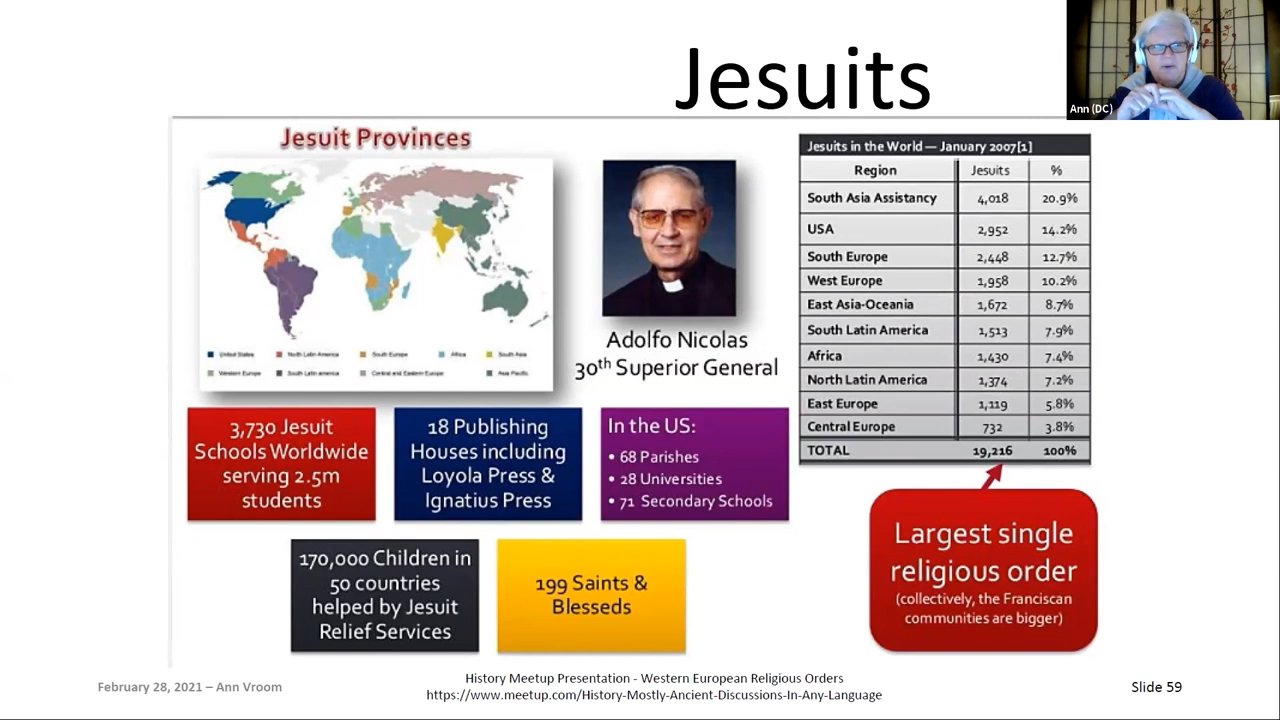 Jesuits
Ann (DC)
Jesuit Provinces
United States
North Latin America
South Europe
Africa
South Asia
Western Europe
South Latin america
Central and Eastern Europe
Asia Pacific
Adolfo Nicolas
30th Superior General
Jesuits in the World — January 2007[1]
Region Jesuits %
South Asia Assistancy 4,018 20.9%
USA 2,952 14.2%
South Europe 2,448 12.7%
West Europe 1,958 10.2%
East Asia-Oceania 1,672 8.7%
South Latin America 1,513 7.9%
Africa 1,430 7.4%
North Latin America 1,374 7.2%
East Europe 1,119 5.8%
Central Europe 732 3.8%
TOTAL 19,216 100%
3,730 Jesuit
Schools Worldwide
serving 2.5m
students
18 Publishing
Houses including
Loyola Press &
Ignatius Press
In the US:
• 68 Parishes
• 28 Universities
• 71 Secondary Schools
170,000 Children in
50 countries
helped by Jesuit
Relief Services
199 Saints &
Blesseds
Largest single
religious order
(collectively, the Franciscan
communities are bigger)
February 28, 2021 – Ann Vroom
History Meetup Presentation - Western European Religious Orders
https://www.meetup.com/History-Mostly-Ancient-Discussions-In-Any-Language
Slide 59